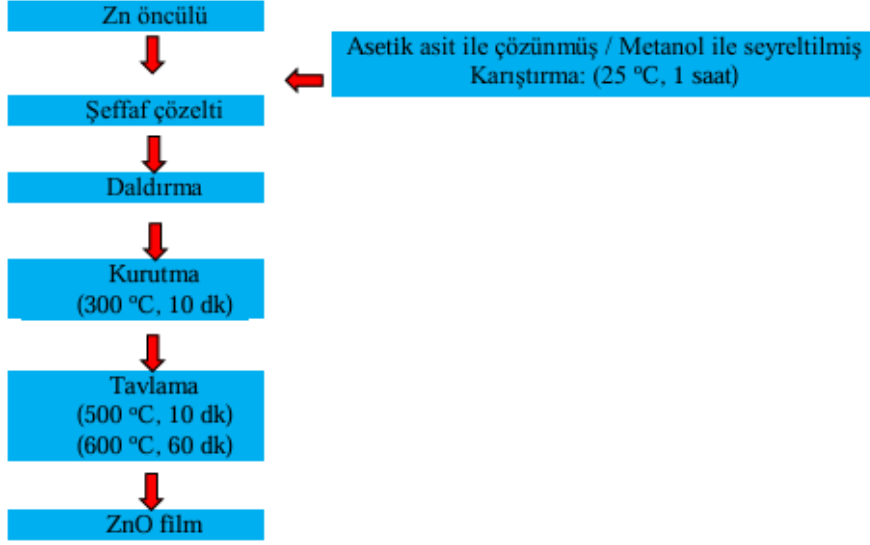 Zn öncülü
Asetik asit ile çözünmüş / Metanol ile seyreltilmiş
Karıştırma: (25 ºC, 1 saat)
Şeffaf çözelti
Daldırma
Kurutma
(300 ºC, 10 dk)
Tavlama
(500 ºC, 10 dk)
(600 ºC, 60 dk)
ZnO film